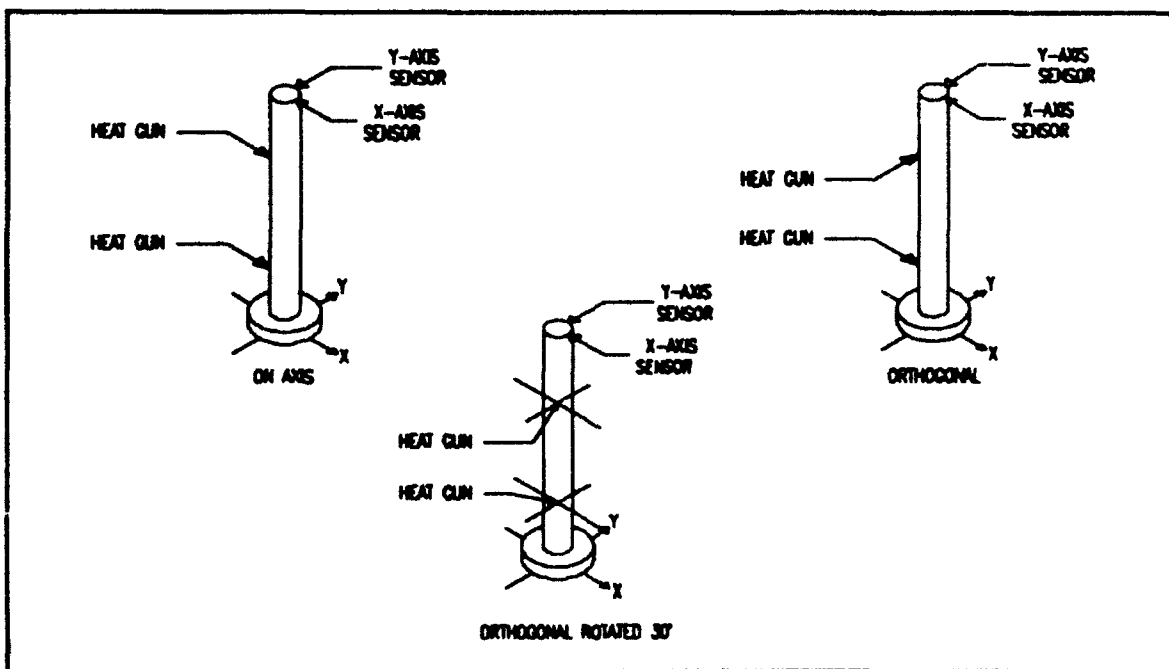 Y-AXIS
SENSOR
X-AXIS
SENSOR
HEAT GUN
HEAT GUN
Y
X
ON AXIS
Y-AXIS
SENSOR
X-AXIS
SENSOR
HEAT GUN
HEAT GUN
Y
X
ORTHOGONAL
Y-AXIS
SENSOR
X-AXIS
SENSOR
HEAT GUN
HEAT GUN
Y
X
ORTHOGONAL ROTATED 30°